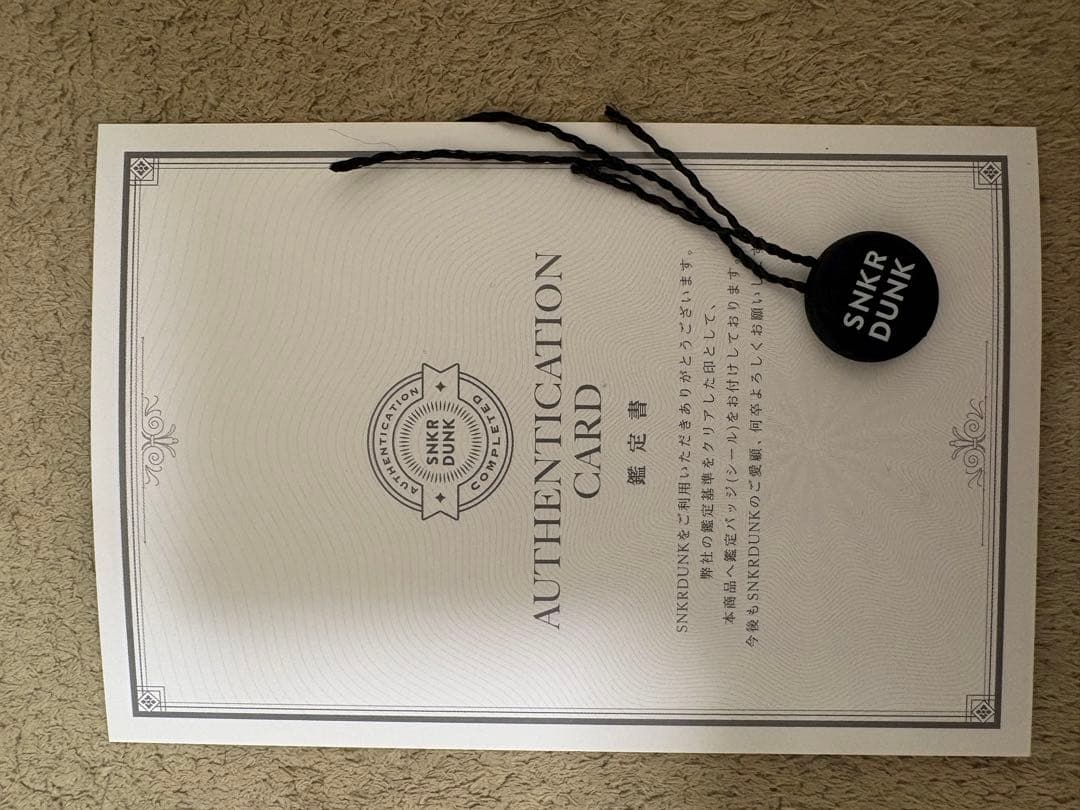 AUTHENTICATION
SNKR
DUNK
COMPLETED
AUTHENTICATION
CARD
鑑定書
SNKRDUNKをご利用いただきありがとうございます。
弊社の鑑定基準をクリアした印として、
本商品へ鑑定バッジ(シール)をお付けしております。
今後もSNKRDUNKのご愛顧、何卒よろしくお願いします
SNKR
DUNK